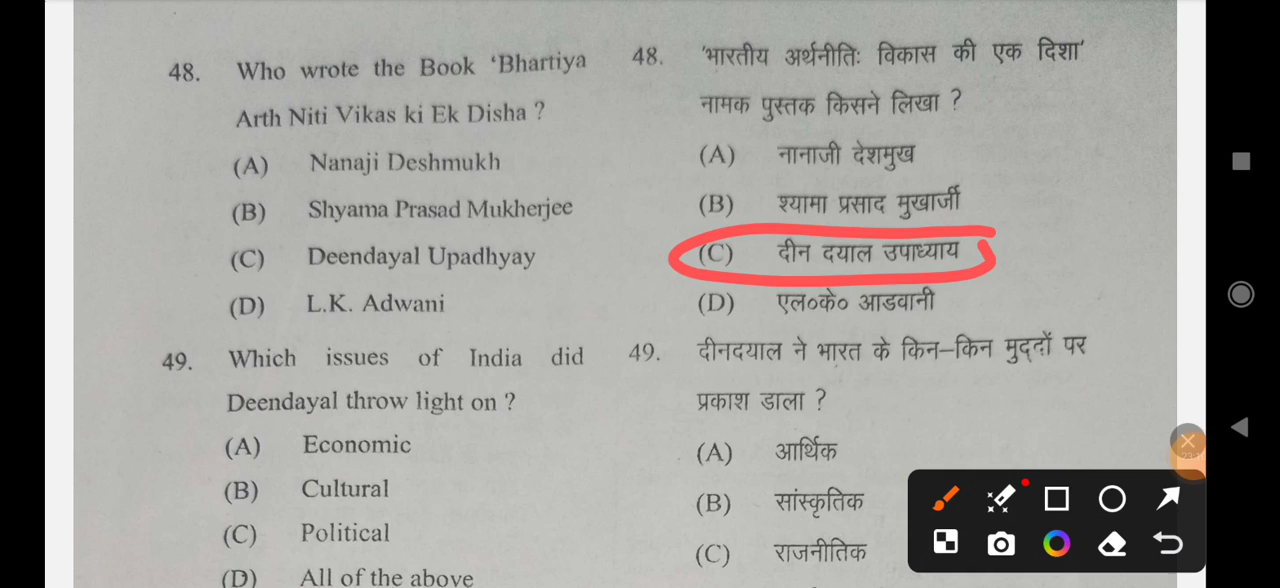 48. Who wrote the Book ‘Bhartiya
Arth Niti Vikas ki Ek Disha ?
(A) Nanaji Deshmukh
(B) Shyama Prasad Mukherjee
(C) Deendayal Upadhyay
(D) L.K. Adwani
49. Which issues of India did
Deendayal throw light on ?
(A) Economic
(B) Cultural
(C) Political
(D) All of the above
48. 'भारतीय अर्थनीतिः विकास की एक दिशा'
नामक पुस्तक किसने लिखा ?
(A) नानाजी देशमुख
(B) श्यामा प्रसाद मुखार्जी
(C) दीन दयाल उपाध्याय
(D) एल०के० आडवानी
49. दीनदयाल ने भारत के किन–किन मुद्दों पर
प्रकाश डाला ?
(A) आर्थिक
(B) सांस्कृतिक
(C) राजनीतिक